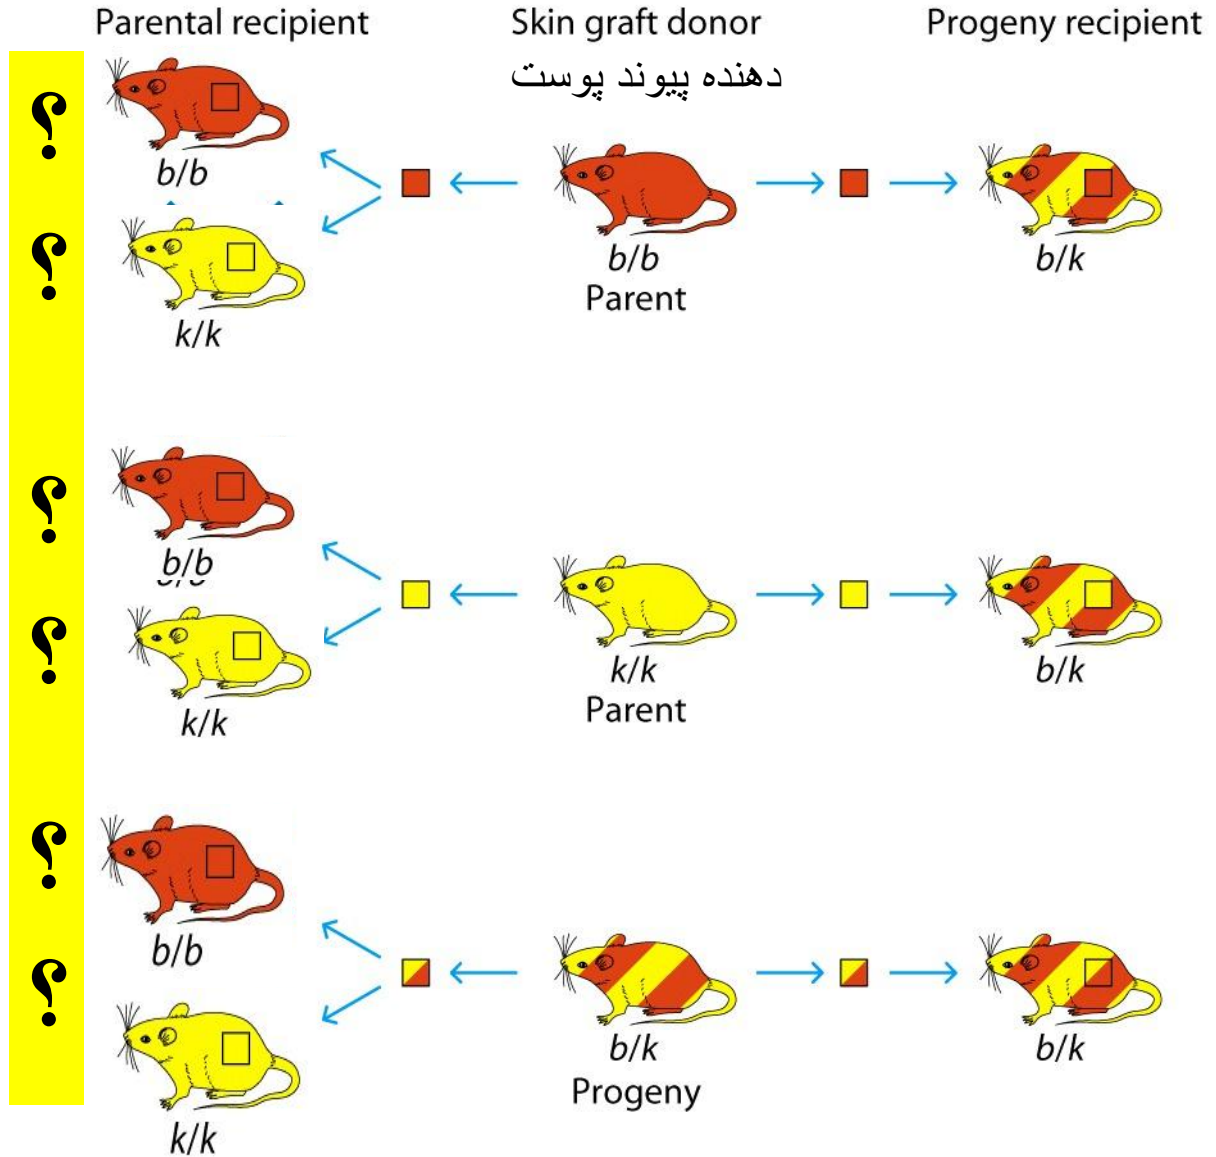 Parental recipient Skin graft donor Progeny recipient
دهنده پیوند پوست
؟
b/b
b/b
Parent
b/k
؟
k/k
؟
b/b
k/k
Parent
b/k
؟
k/k
؟
b/b
b/k
Progeny
b/k
؟
k/k